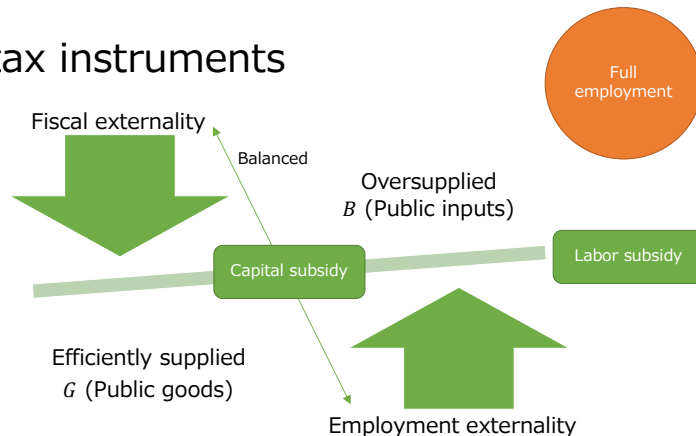 tax instruments
Full
employment
Fiscal externality
Balanced
Oversupplied
B (Public inputs)
Capital subsidy
Labor subsidy
Efficiently supplied
G (Public goods)
Employment externality